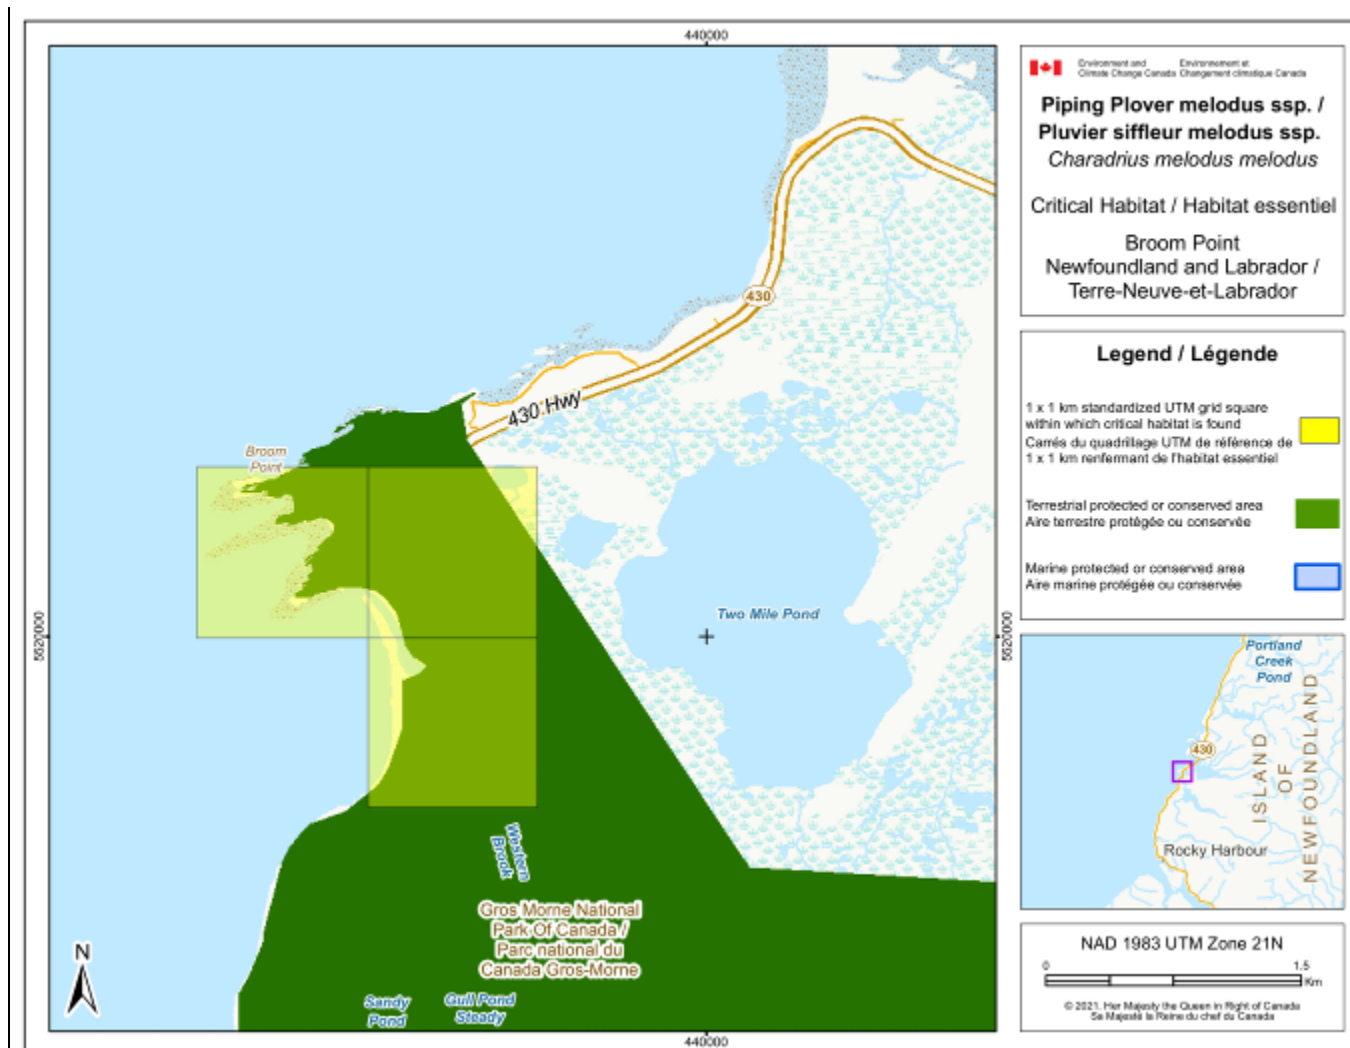 440000
5520000
5520000
440000
430
430 Hwy
Broom
Point
Two Mile Pond
Western
Brook
Gros Morne National
Park Of Canada /
Parc national du
Canada Gros-Morne
Sandy
Pond
Gull Pond
Steady
N
Environment and
Climate Change Canada
Environnement et
Changement climatique Canada
Piping Plover melodus ssp. /
Pluvier siffleur melodus ssp.
Charadrius melodus melodus
Critical Habitat / Habitat essentiel
Broom Point
Newfoundland and Labrador /
Terre-Neuve-et-Labrador
Legend / Légende
1 x 1 km standardized UTM grid square
within which critical habitat is found
Carrés du quadrillage UTM de référence de
1 x 1 km renfermant de l'habitat essentiel
Terrestrial protected or conserved area
Aire terrestre protégée ou conservée
Marine protected or conserved area
Aire marine protégée ou conservée
Portland
Creek
Pond
430
ISLAND
OF
NEWFOUNDLAND
Rocky Harbour
NAD 1983 UTM Zone 21N
0 1.5
Km
© 2021. Her Majesty the Queen in Right of Canada
Sa Majesté la Reine du chef du Canada